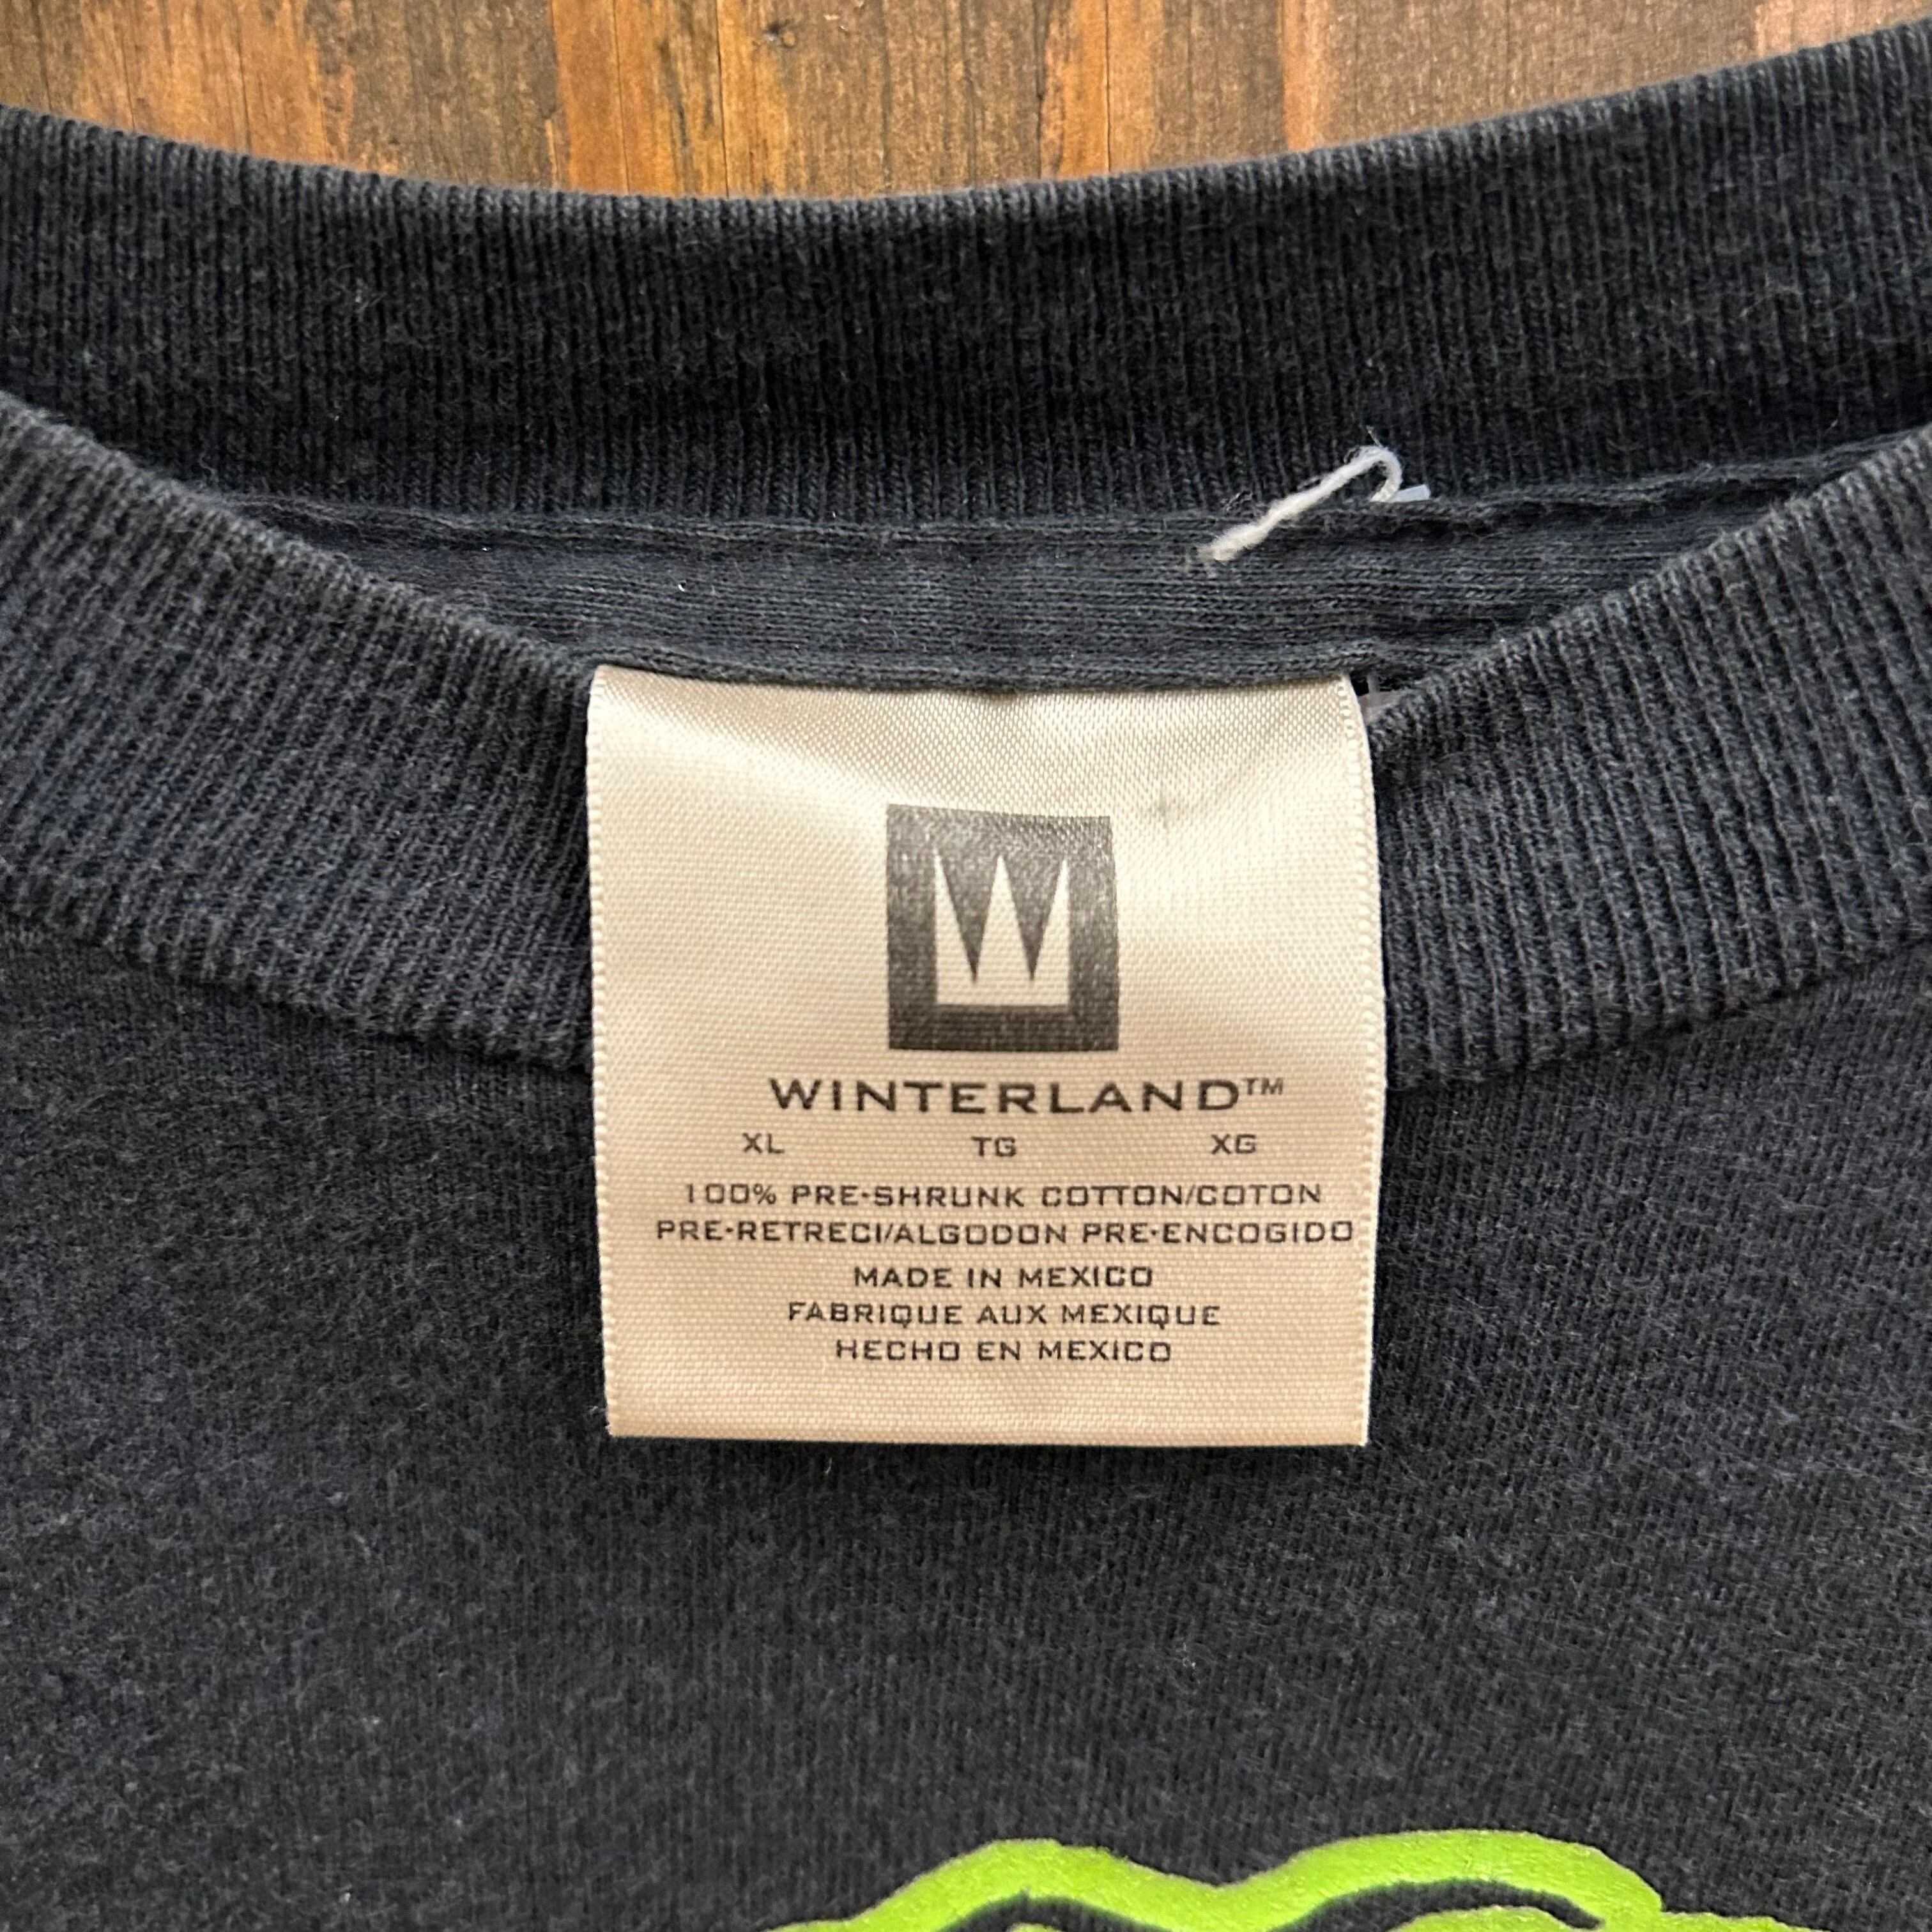 W
WINTERLAND™
XL TG XG
100% PRE-SHRUNK COTTON/COTON
PRE-RETRECI/ALGODON PRE-ENCOGIDO
MADE IN MEXICO
FABRIQUE AUX MEXIQUE
HECHO EN MEXICO